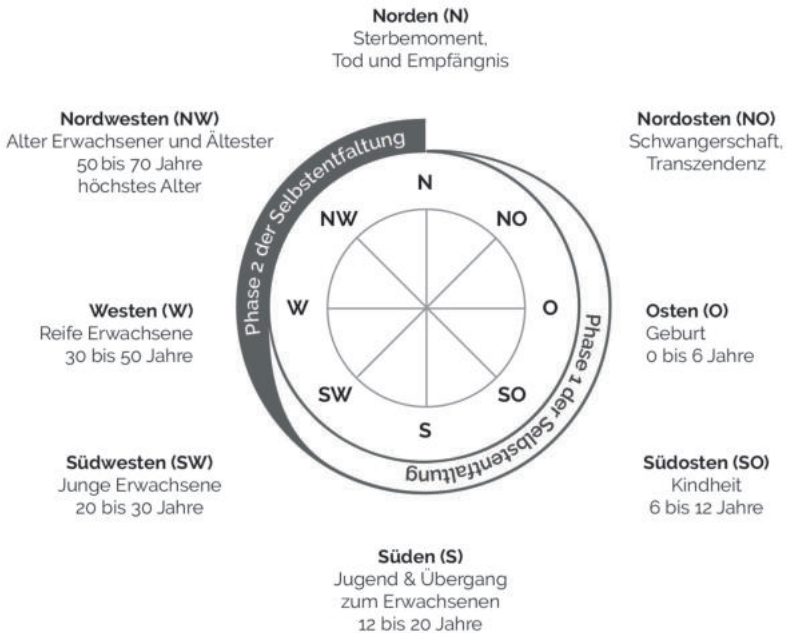 Norden (N)
Sterbemoment,
Tod und Empfängnis
Nordwesten (NW)
Alter Erwachsener und Ältester
50 bis 70 Jahre
höchstes Alter
Nordosten (NO)
Schwangerschaft,
Transzendenz
Phase 2 der Selbstentfaltung
N
NW
NO
W
O
SW
SO
S
Phase 1 der Selbstentfaltung
Westen (W)
Reife Erwachsene
30 bis 50 Jahre
Osten (O)
Geburt
0 bis 6 Jahre
Südwesten (SW)
Junge Erwachsene
20 bis 30 Jahre
Südosten (SO)
Kindheit
6 bis 12 Jahre
Süden (S)
Jugend & Übergang
zum Erwachsenen
12 bis 20 Jahre